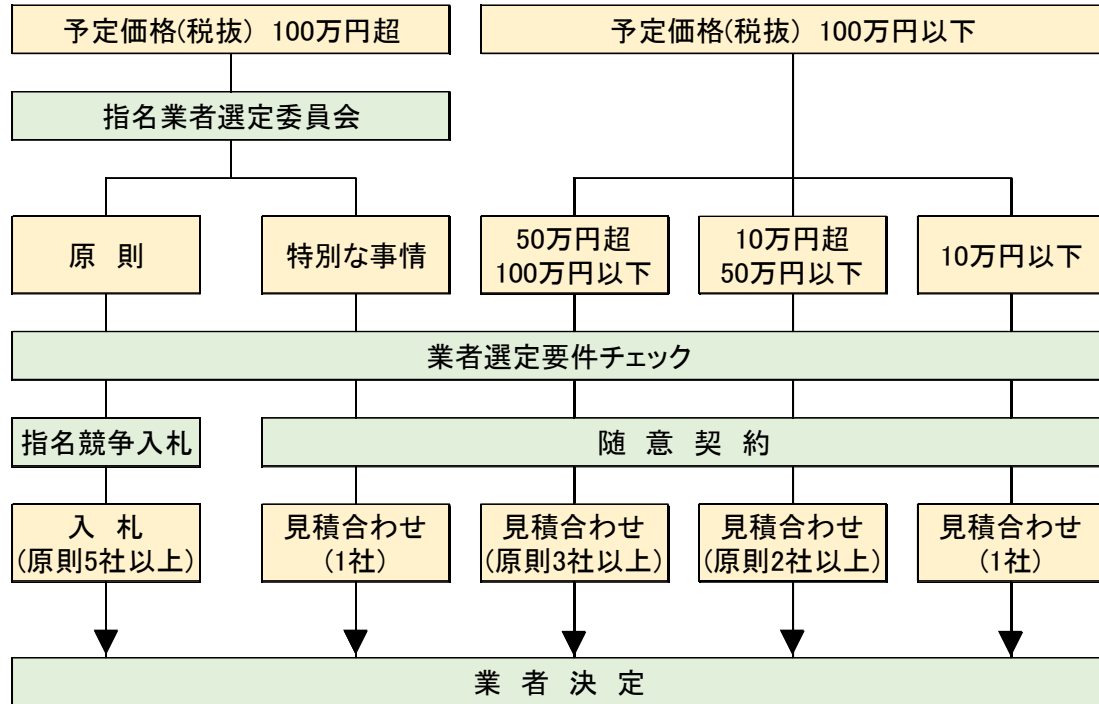 予定価格(税抜) 100万円超
予定価格(税抜) 100万円以下
指名業者選定委員会
原 則
特別な事情
50万円超
100万円以下
10万円超
50万円以下
10万円以下
業者選定要件チェック
指名競争入札
随 意 契 約
入 札
(原則5社以上)
見積合わせ
(1社)
見積合わせ
(原則3社以上)
見積合わせ
(原則2社以上)
見積合わせ
(1社)
業 者 決 定